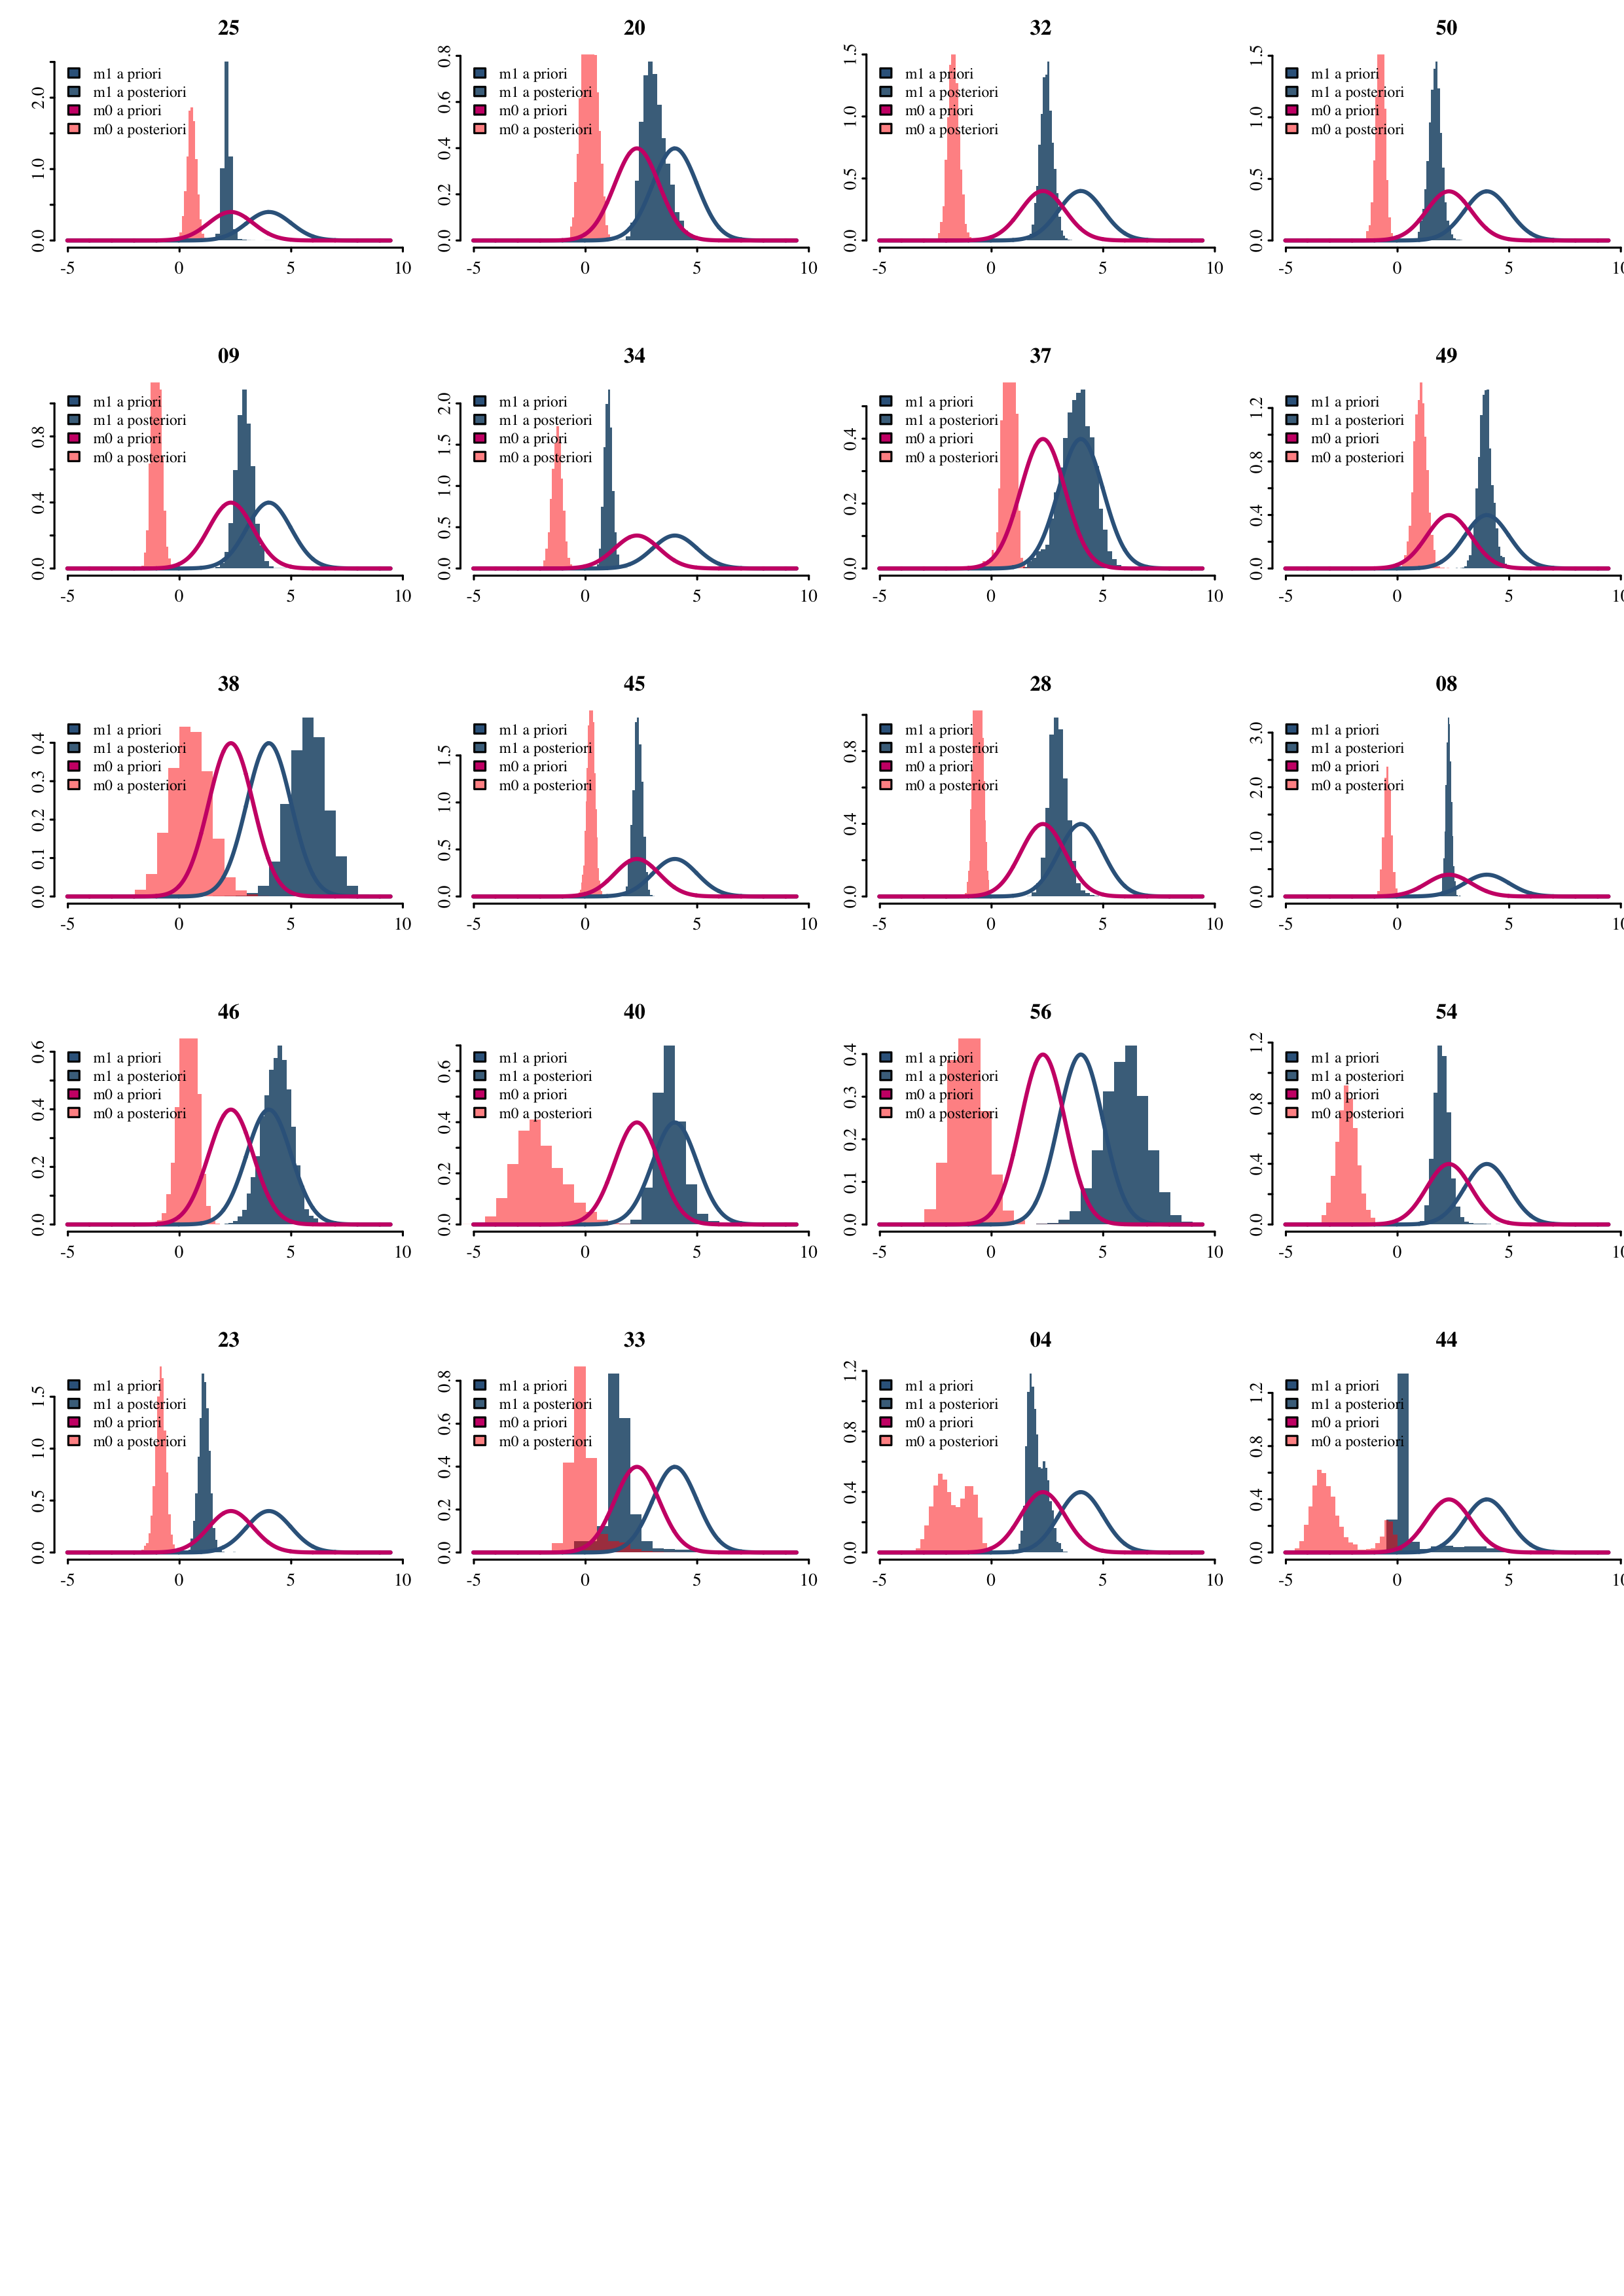 25
m1 a priori
m1 a posteriori
m0 a priori
m0 a posteriori
0.0 1.0 2.0
-5 0 5 10
20
m1 a priori
m1 a posteriori
m0 a priori
m0 a posteriori
0.0 0.2 0.4 0.6 0.8
-5 0 5 10
32
m1 a priori
m1 a posteriori
m0 a priori
m0 a posteriori
0.0 0.5 1.0 1.5
-5 0 5 10
50
m1 a priori
m1 a posteriori
m0 a priori
m0 a posteriori
0.0 0.5 1.0 1.5
-5 0 5 10
09
m1 a priori
m1 a posteriori
m0 a priori
m0 a posteriori
0.0 0.4 0.8
-5 0 5 10
34
m1 a priori
m1 a posteriori
m0 a priori
m0 a posteriori
0.0 0.5 1.0 1.5 2.0
-5 0 5 10
37
m1 a priori
m1 a posteriori
m0 a priori
m0 a posteriori
0.0 0.2 0.4
-5 0 5 10
49
m1 a priori
m1 a posteriori
m0 a priori
m0 a posteriori
0.0 0.4 0.8 1.2
-5 0 5 10
38
m1 a priori
m1 a posteriori
m0 a priori
m0 a posteriori
0.0 0.1 0.2 0.3 0.4
-5 0 5 10
45
m1 a priori
m1 a posteriori
m0 a priori
m0 a posteriori
0.0 0.5 1.0 1.5
-5 0 5 10
28
m1 a priori
m1 a posteriori
m0 a priori
m0 a posteriori
0.0 0.4 0.8
-5 0 5 10
08
m1 a priori
m1 a posteriori
m0 a priori
m0 a posteriori
0.0 1.0 2.0 3.0
-5 0 5 10
46
m1 a priori
m1 a posteriori
m0 a priori
m0 a posteriori
0.0 0.2 0.4 0.6
-5 0 5 10
40
m1 a priori
m1 a posteriori
m0 a priori
m0 a posteriori
0.0 0.2 0.4 0.6
-5 0 5 10
56
m1 a priori
m1 a posteriori
m0 a priori
m0 a posteriori
0.0 0.1 0.2 0.3 0.4
-5 0 5 10
54
m1 a priori
m1 a posteriori
m0 a priori
m0 a posteriori
0.0 0.4 0.8 1.2
-5 0 5 10
23
m1 a priori
m1 a posteriori
m0 a priori
m0 a posteriori
0.0 0.5 1.0 1.5
-5 0 5 10
33
m1 a priori
m1 a posteriori
m0 a priori
m0 a posteriori
0.0 0.2 0.4 0.6 0.8
-5 0 5 10
04
m1 a priori
m1 a posteriori
m0 a priori
m0 a posteriori
0.0 0.4 0.8 1.2
-5 0 5 10
44
m1 a priori
m1 a posteriori
m0 a priori
m0 a posteriori
0.0 0.4 0.8 1.2
-5 0 5 10